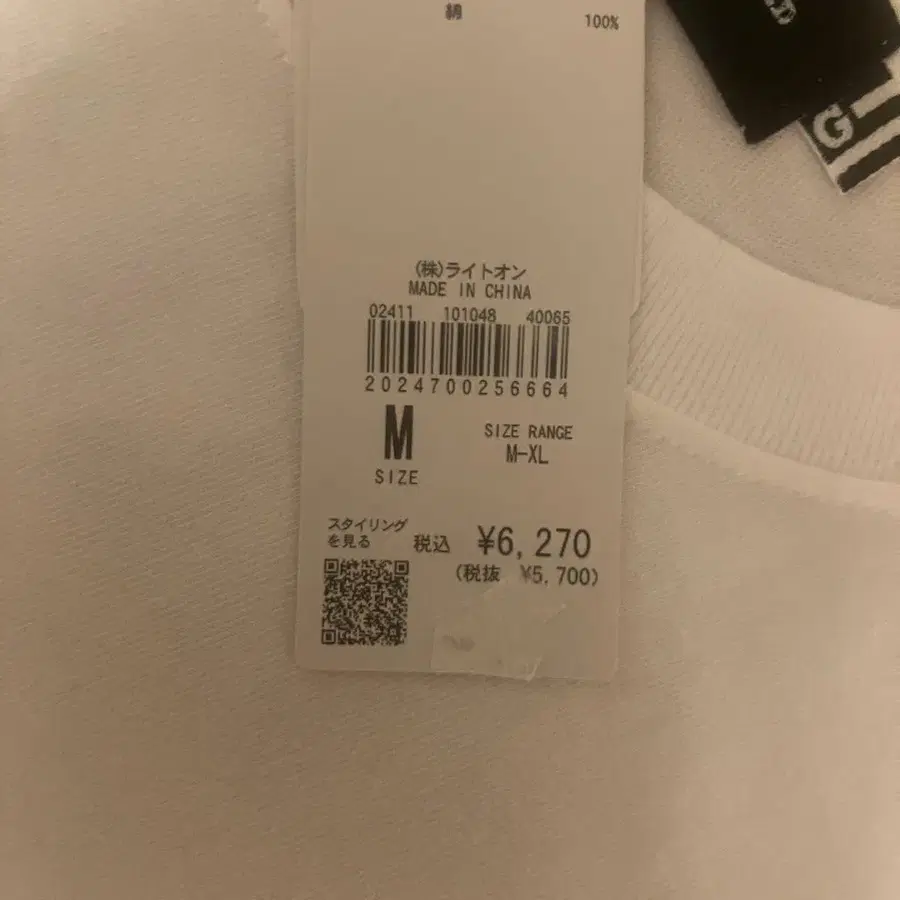 綿 100%
(株)ライトオン
MADE IN CHINA
02411 101048 40065
2024700256664
M
SIZE
SIZE RANGE
M-XL
スタイリング
を見る
税込 ¥6,270
(税抜 ¥5,700)
G